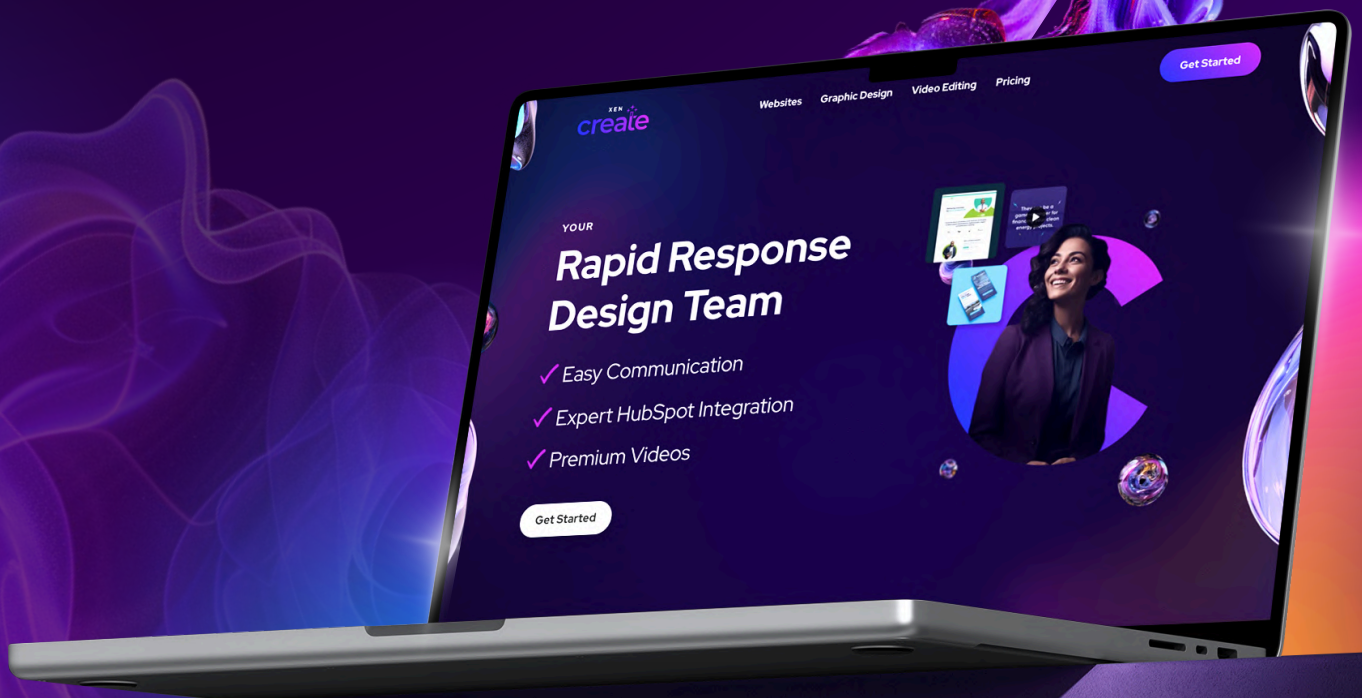 XEN
create
Websites
Graphic Design
Video Editing
Pricing
Get Started
YOUR
Rapid Response
Design Team
Easy Communication
Expert HubSpot Integration
Premium Videos
Get Started